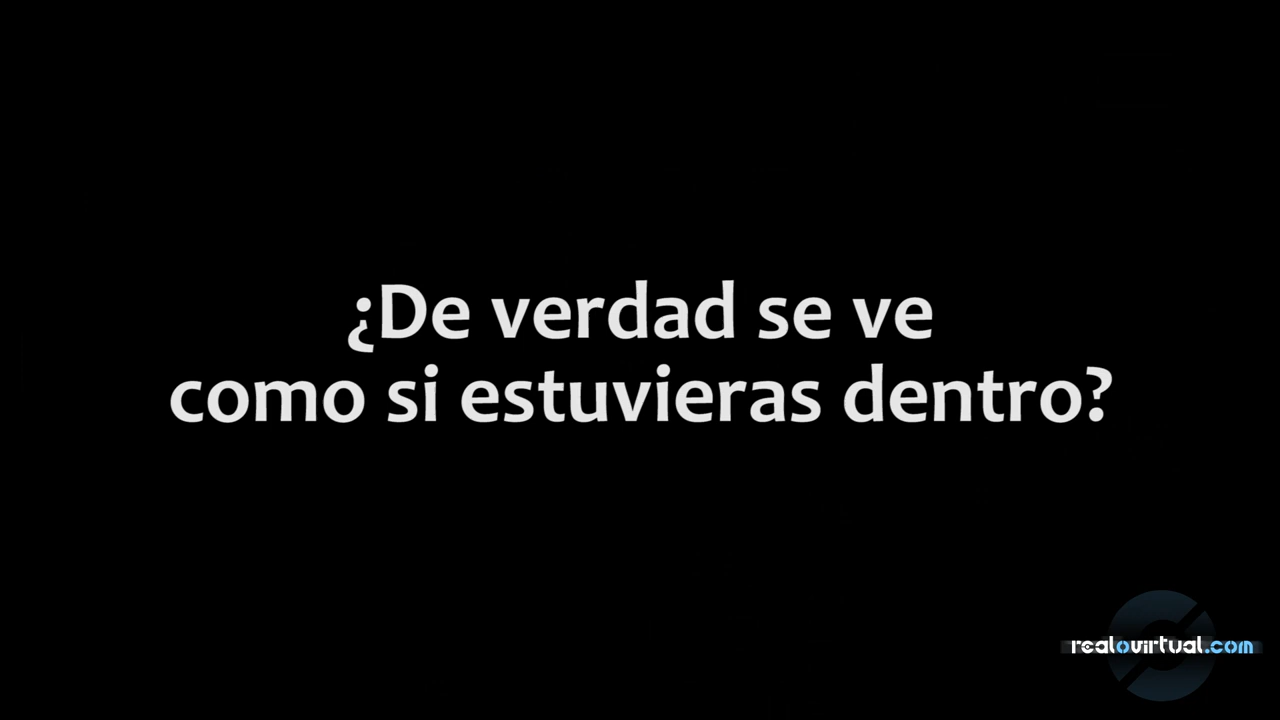 ¿De verdad se ve
como si estuvieras dentro?
realovirtual.com